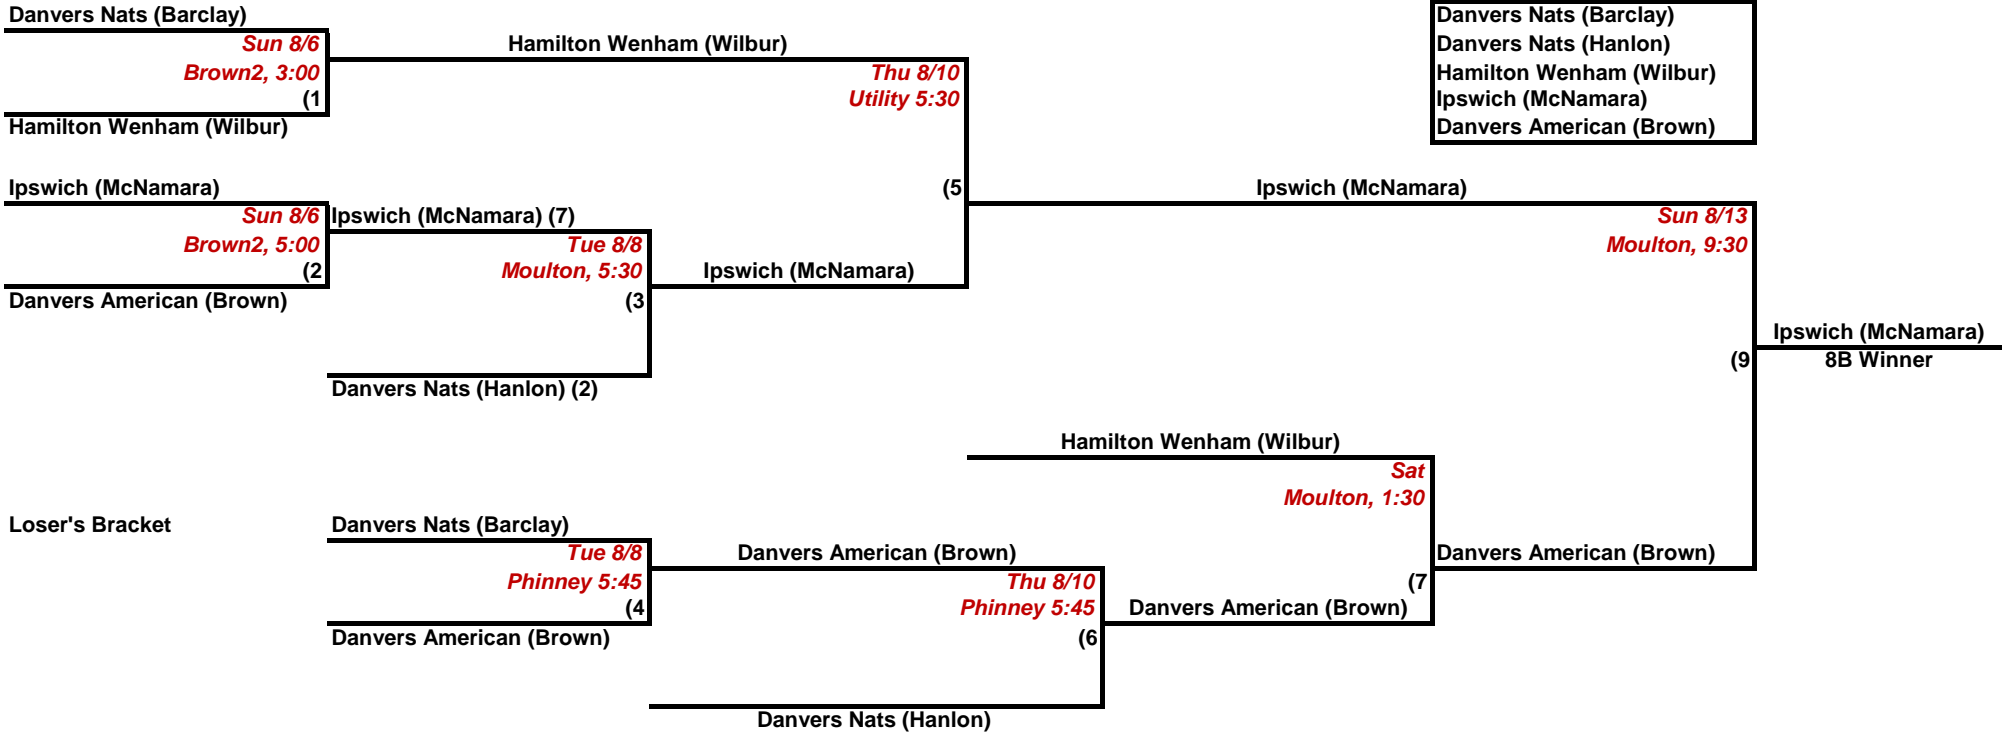 Danvers Nats (Barclay)
Sun 8/6
Brown2, 3:00
(1
Hamilton Wenham (Wilbur)
Hamilton Wenham (Wilbur)
Thu 8/10
Utility 5:30
(5
Danvers Nats (Barclay)
Danvers Nats (Hanlon)
Hamilton Wenham (Wilbur)
Ipswich (McNamara)
Danvers American (Brown)
Ipswich (McNamara)
Sun 8/6
Brown2, 5:00
(2
Danvers American (Brown)
Ipswich (McNamara) (7)
Tue 8/8
Moulton, 5:30
(3
Danvers Nats (Hanlon) (2)
Ipswich (McNamara)
Ipswich (McNamara)
Sun 8/13
Moulton, 9:30
(9
Ipswich (McNamara)
8B Winner
Hamilton Wenham (Wilbur)
Sat
Moulton, 1:30
(7
Loser's Bracket
Danvers Nats (Barclay)
Tue 8/8
Phinney 5:45
(4
Danvers American (Brown)
Danvers American (Brown)
Thu 8/10
Phinney 5:45
(6
Danvers Nats (Hanlon)
Danvers American (Brown)
Danvers American (Brown)